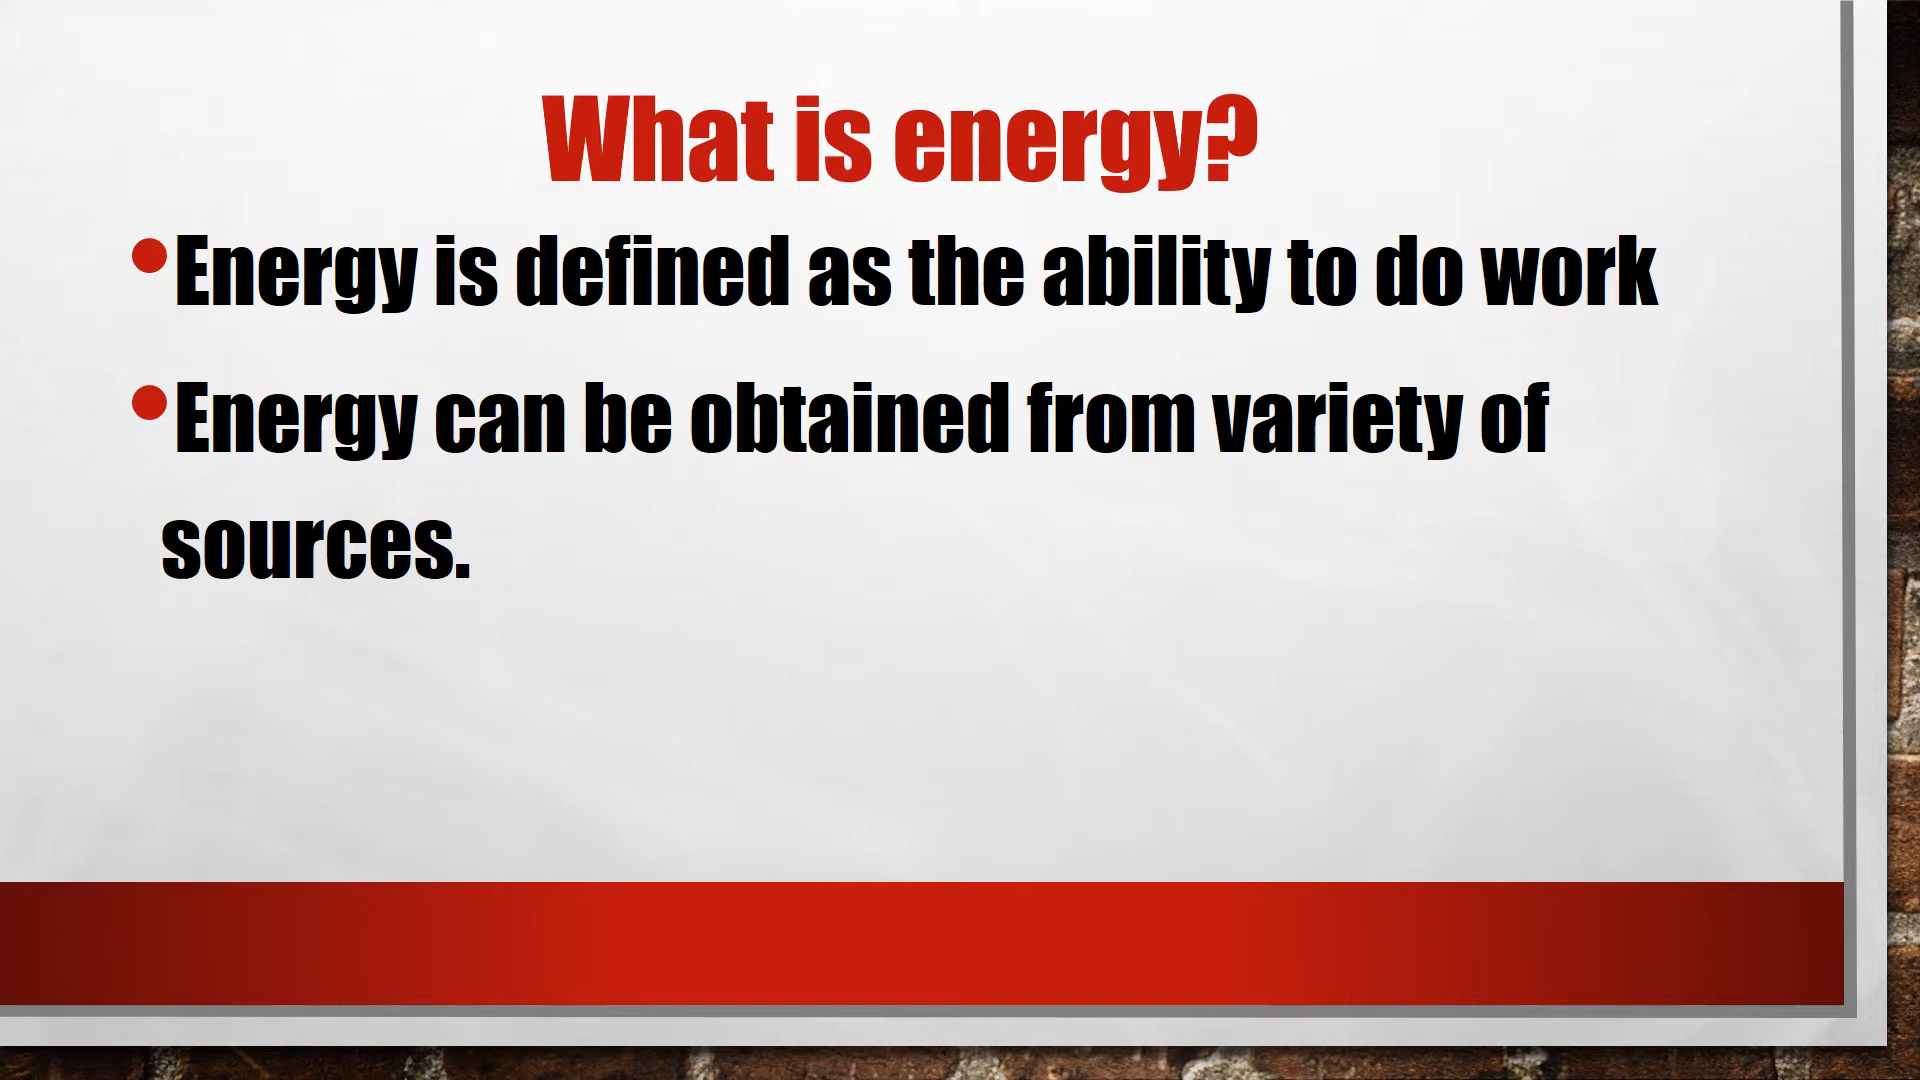 What is energy?
•Energy is defined as the ability to do work
•Energy can be obtained from variety of
sources.